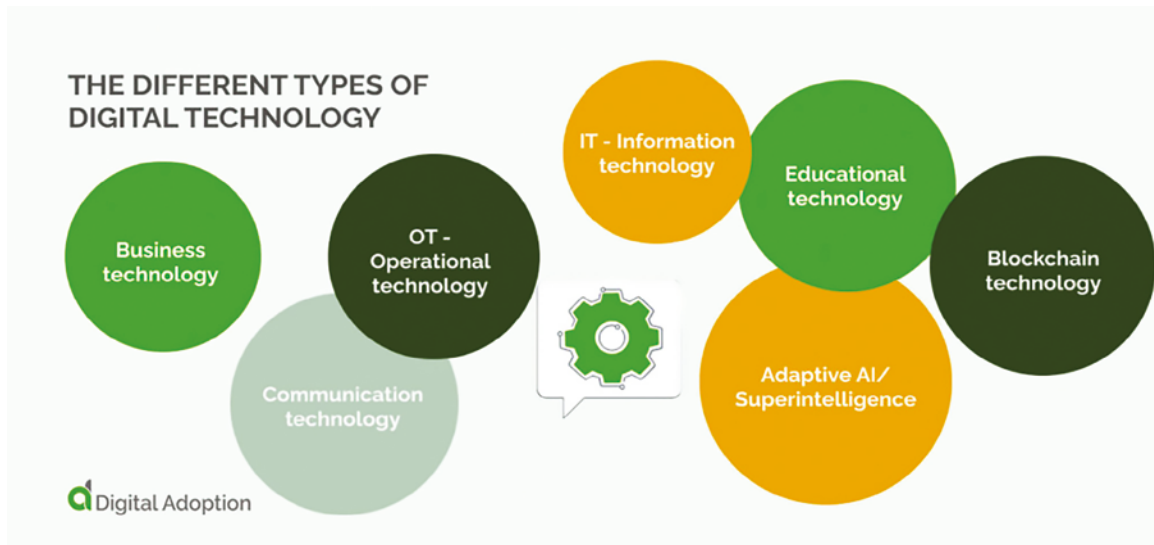 THE DIFFERENT TYPES OF
DIGITAL TECHNOLOGY
Business
technology
OT -
Operational
technology
Communication
technology
IT - Information
technology
Educational
technology
Blockchain
technology
Adaptive AI/
Superintelligence
Digital Adoption